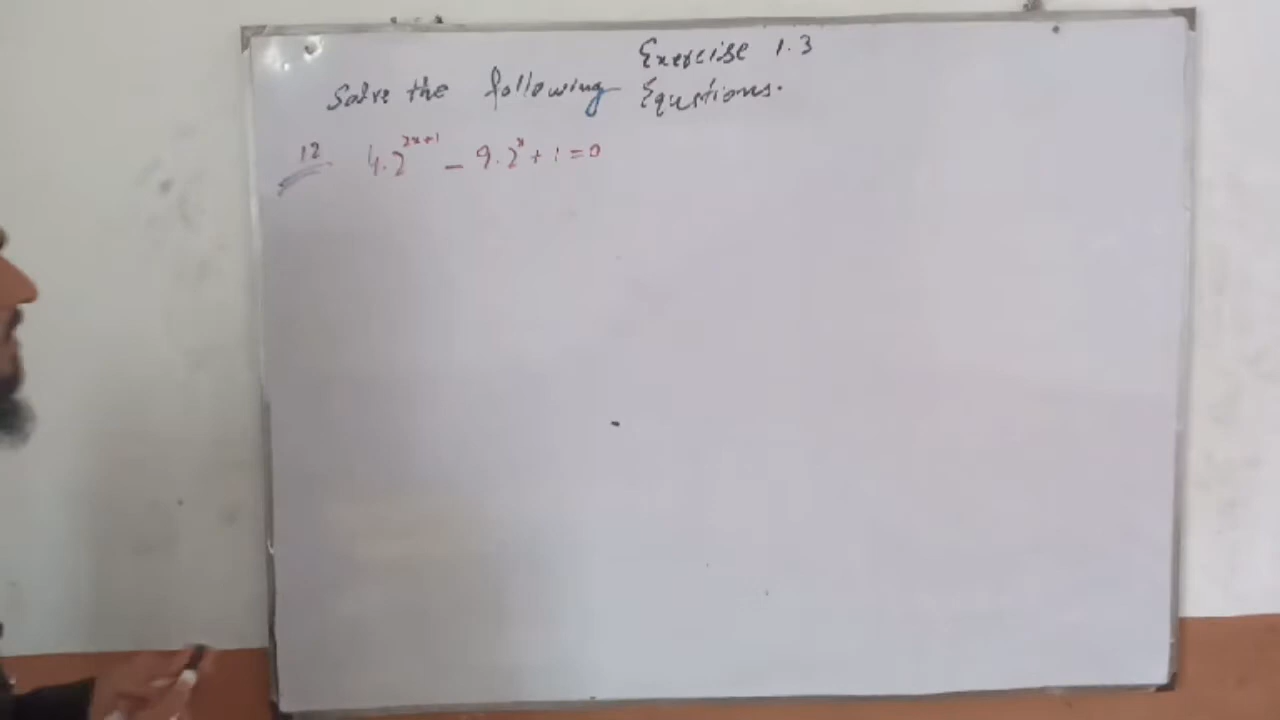 Exercise 1.3
Solve the following Equations.
12 4.2^{2x+1} - 9.2^{x} + 1 = 0